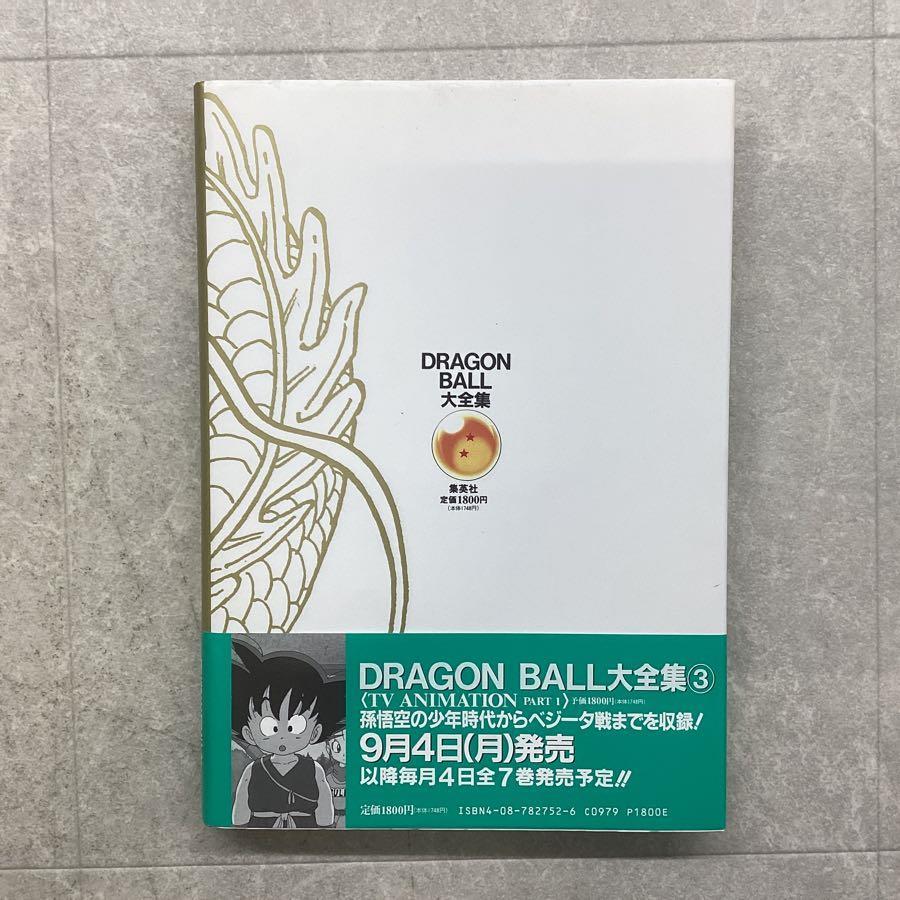 DRAGON
BALL
大全集
集英社
定価1800円
(本体1748円)
DRAGON BALL大全集③
〈TV ANIMATION PART 1〉予価1800円(本体1748円)
孫悟空の少年時代からベジータ戦までを収録!
9月4日(月)発売
以降毎月4日全7巻発売予定!!
定価1800円(本体1748円) ISBN4-08-782752-6 C0979 P1800E